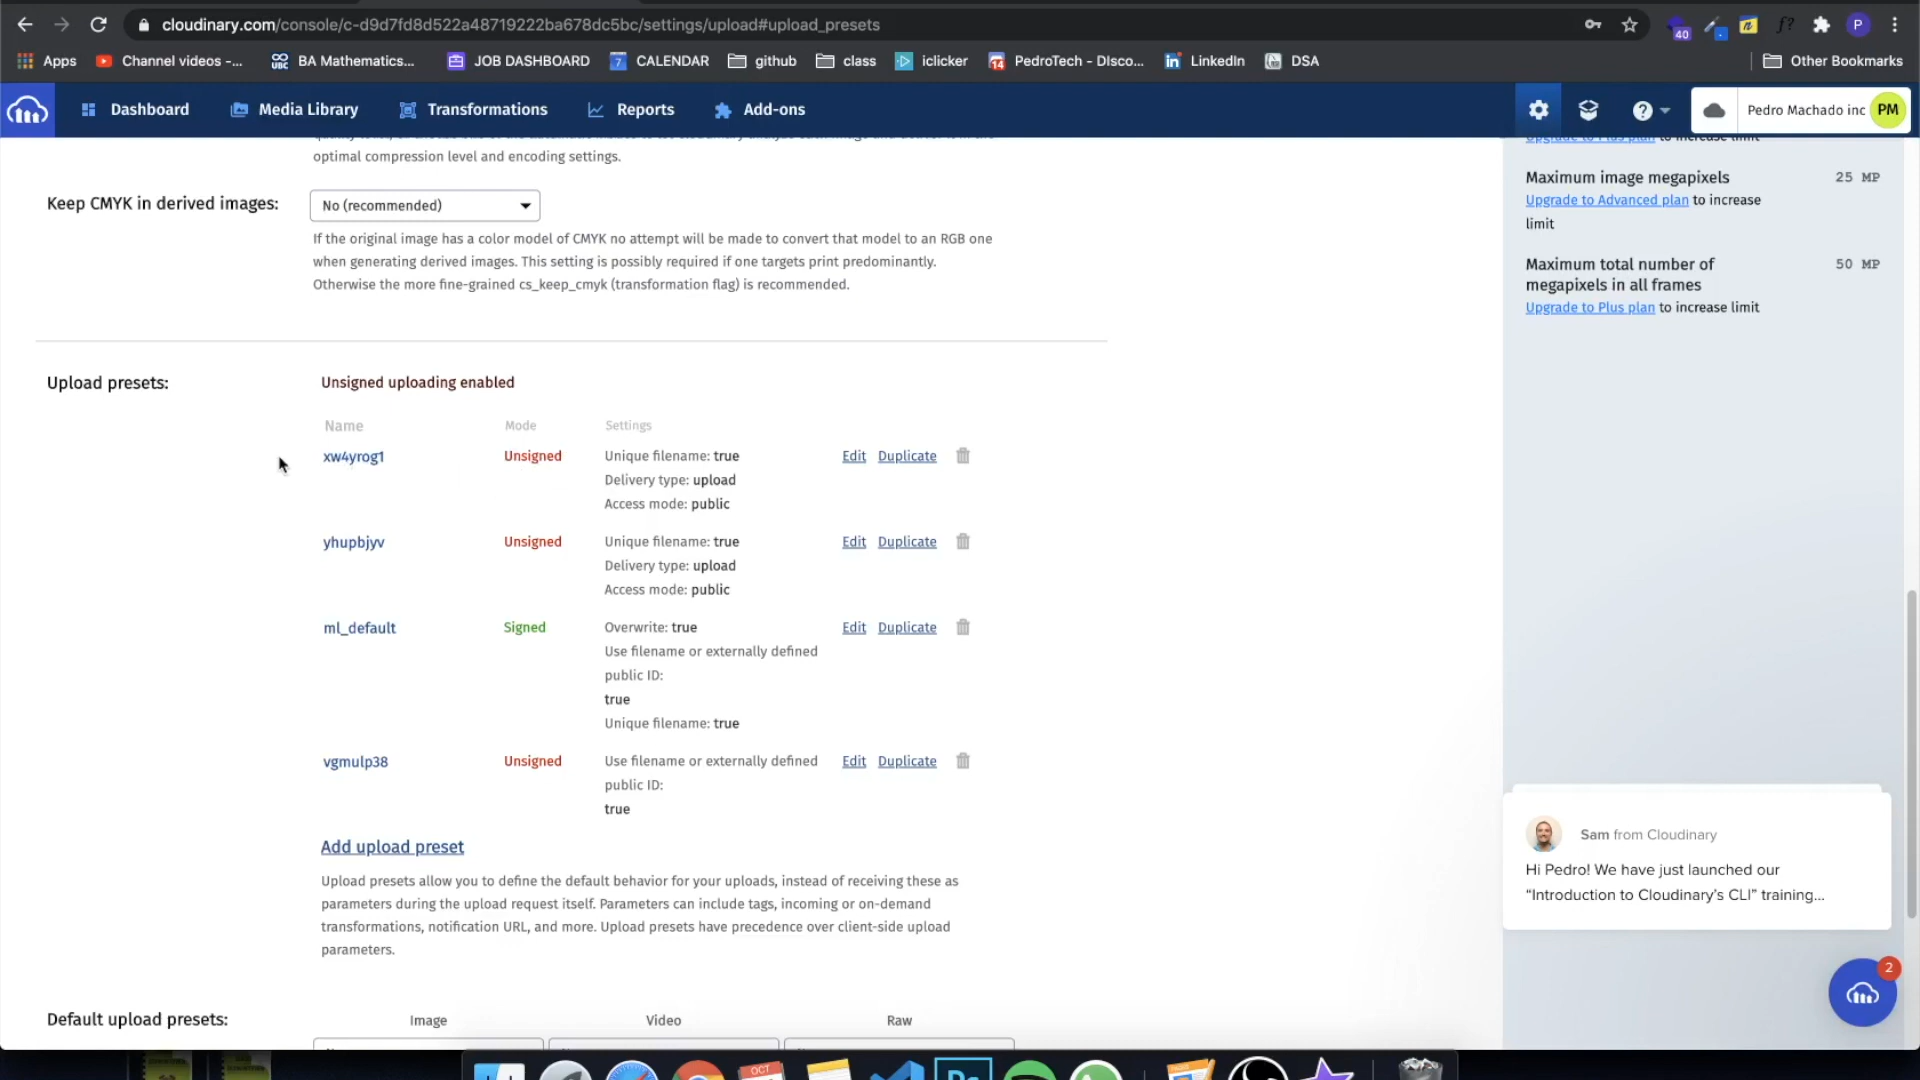 cloudinary.com/console/c-d9d7fd8d522a48719222ba678dc5bc/settings/upload#upload_presets
40
n
f?
P
Apps
Channel videos -...
BA Mathematics...
JOB DASHBOARD
7
CALENDAR
github
class
iclicker
14
PedroTech - DIsco...
LinkedIn
DSA
Other Bookmarks
Dashboard
Media Library
Transformations
Reports
Add-ons
Pedro Machado inc
PM
optimal compression level and encoding settings.
Keep CMYK in derived images:
No (recommended)
If the original image has a color model of CMYK no attempt will be made to convert that model to an RGB one
when generating derived images. This setting is possibly required if one targets print predominantly.
Otherwise the more fine-grained cs_keep_cmyk (transformation flag) is recommended.
Upgrade to Plus plan to increase limit
Maximum image megapixels 25 MP
Upgrade to Advanced plan to increase
limit
Maximum total number of 50 MP
megapixels in all frames
Upgrade to Plus plan to increase limit
Upload presets:
Unsigned uploading enabled
Name Mode Settings
xw4yrog1 Unsigned Unique filename: true Edit Duplicate
Delivery type: upload
Access mode: public
yhupbjyv Unsigned Unique filename: true Edit Duplicate
Delivery type: upload
Access mode: public
ml_default Signed Overwrite: true Edit Duplicate
Use filename or externally defined
public ID:
true
Unique filename: true
vgmulp38 Unsigned Use filename or externally defined Edit Duplicate
public ID:
true
Add upload preset
Upload presets allow you to define the default behavior for your uploads, instead of receiving these as
parameters during the upload request itself. Parameters can include tags, incoming or on-demand
transformations, notification URL, and more. Upload presets have precedence over client-side upload
parameters.
Default upload presets:
Image Video Raw
Sam from Cloudinary
Hi Pedro! We have just launched our
“Introduction to Cloudinary’s CLI” training...
2
OCT